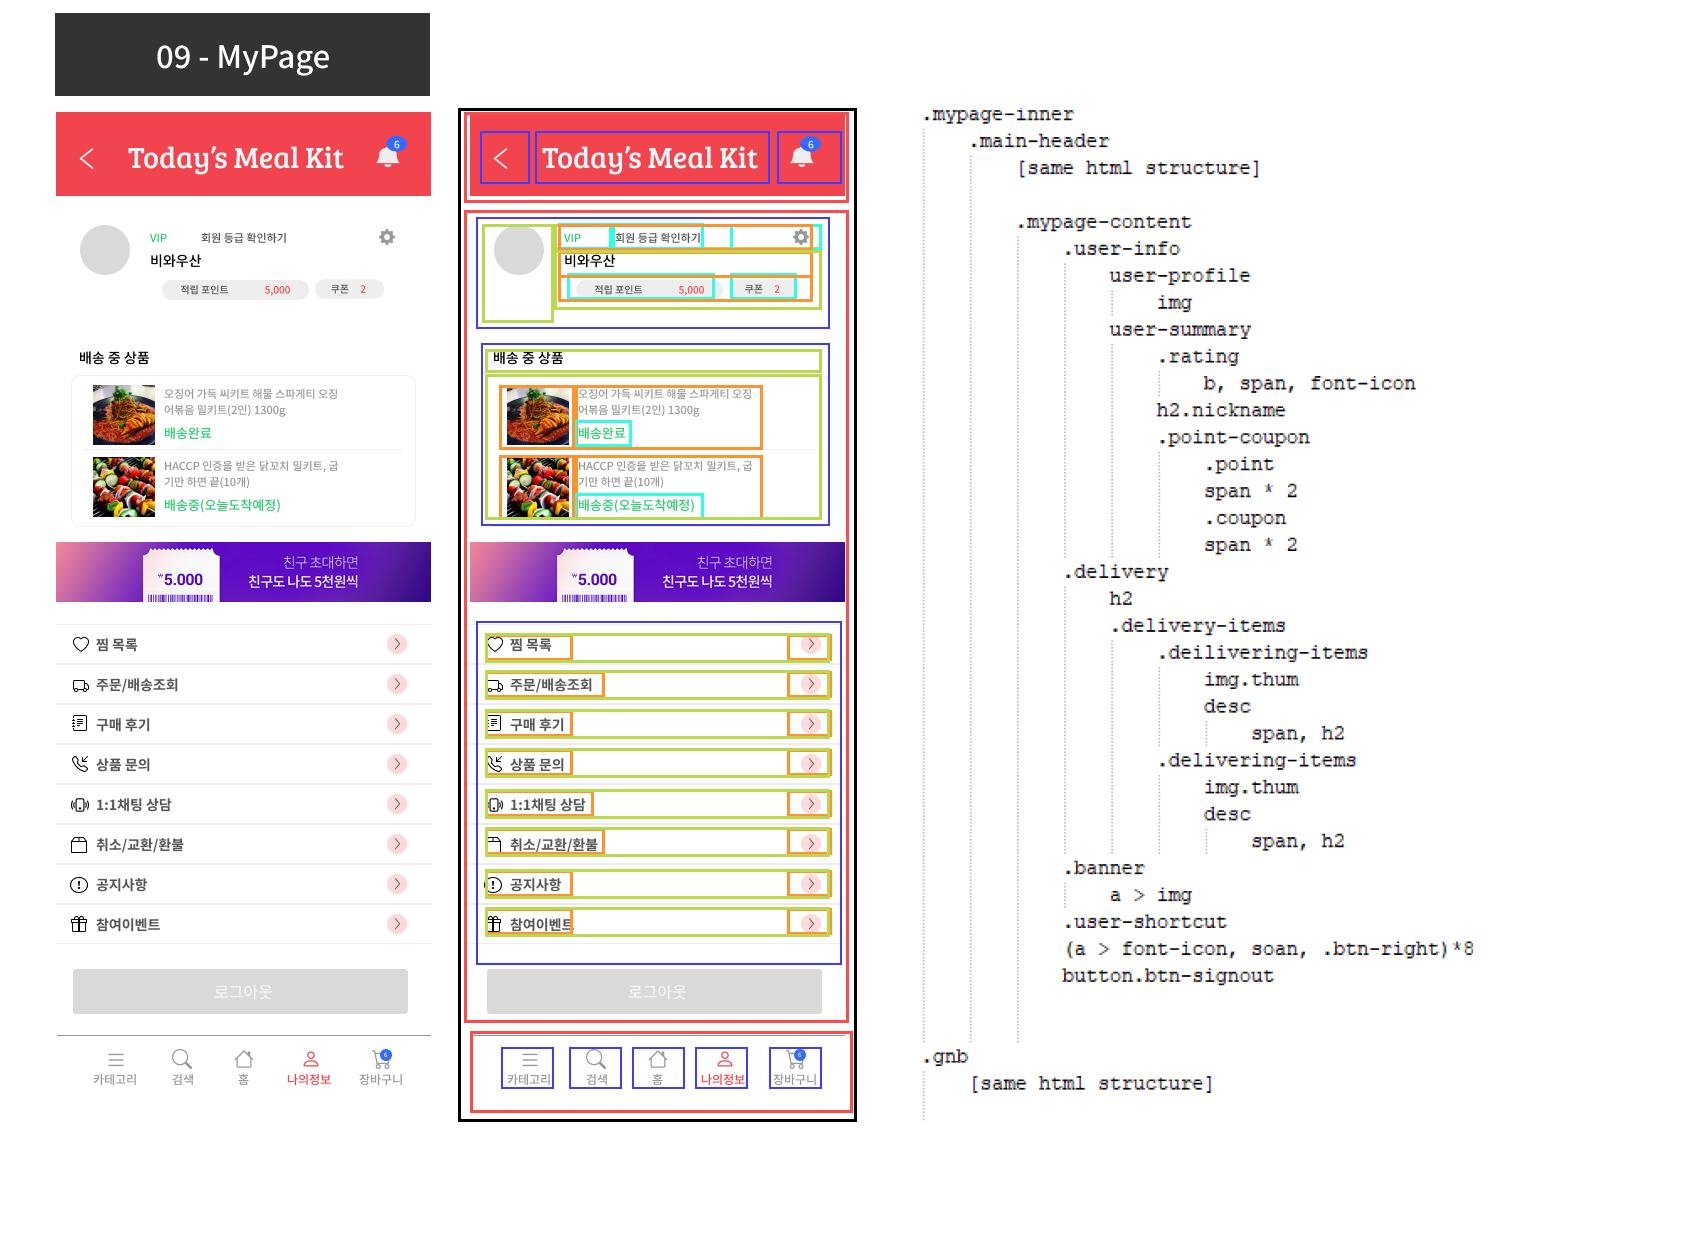 09 - MyPage
Today's Meal Kit
6
VIP 회원 등급 확인하기
비와우산
적립 포인트 5,000 쿠폰 2
배송 중 상품
오징어 가득 씨키트 해물 스파게티 오징
어볶음 밀키트(2인) 1300g
배송완료
HACCP 인증을 받은 닭꼬치 밀키트, 굽
기만 하면 끝(10개)
배송중(오늘도착예정)
₩5.000
친구 초대하면
친구도 나도 5천원씩
찜 목록
주문/배송조회
구매 후기
상품 문의
1:1채팅 상담
취소/교환/환불
공지사항
참여이벤트
로그아웃
6
카테고리 검색 홈 나의정보 장바구니
Today's Meal Kit
6
VIP 회원 등급 확인하기
비와우산
적립 포인트 5,000 쿠폰 2
배송 중 상품
오징어 가득 씨키트 해물 스파게티 오징
어볶음 밀키트(2인) 1300g
배송완료
HACCP 인증을 받은 닭꼬치 밀키트, 굽
기만 하면 끝(10개)
배송중(오늘도착예정)
₩5.000
친구 초대하면
친구도 나도 5천원씩
찜 목록
주문/배송조회
구매 후기
상품 문의
1:1채팅 상담
취소/교환/환불
공지사항
참여이벤트
로그아웃
6
카테고리 검색 홈 나의정보 장바구니
.mypage-inner
.main-header
[same html structure]
.mypage-content
.user-info
user-profile
img
user-summary
.rating
b, span, font-icon
h2.nickname
.point-coupon
.point
span * 2
.coupon
span * 2
.delivery
h2
.delivery-items
.deilivering-items
img.thum
desc
span, h2
.delivering-items
img.thum
desc
span, h2
.banner
a > img
.user-shortcut
(a > font-icon, soan, .btn-right)*8
button.btn-signout
.gnb
[same html structure]